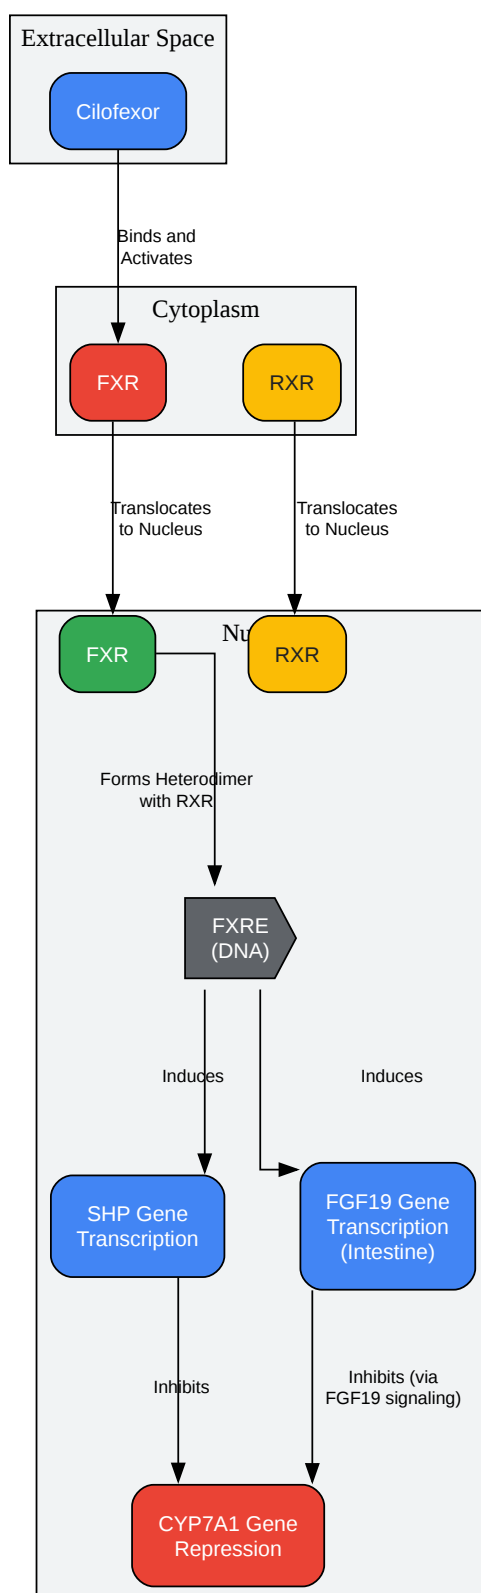 Extracellular Space
Cilofexor
Binds and
Activates
Cytoplasm
FXR
RXR
Translocates
to Nucleus
Translocates
to Nucleus
Nu
FXR
RXR
Forms Heterodimer
with RXR
FXRE
(DNA)
Induces
Induces
SHP Gene
Transcription
FGF19 Gene
Transcription
(Intestine)
Inhibits
Inhibits (via
FGF19 signaling)
CYP7A1 Gene
Repression